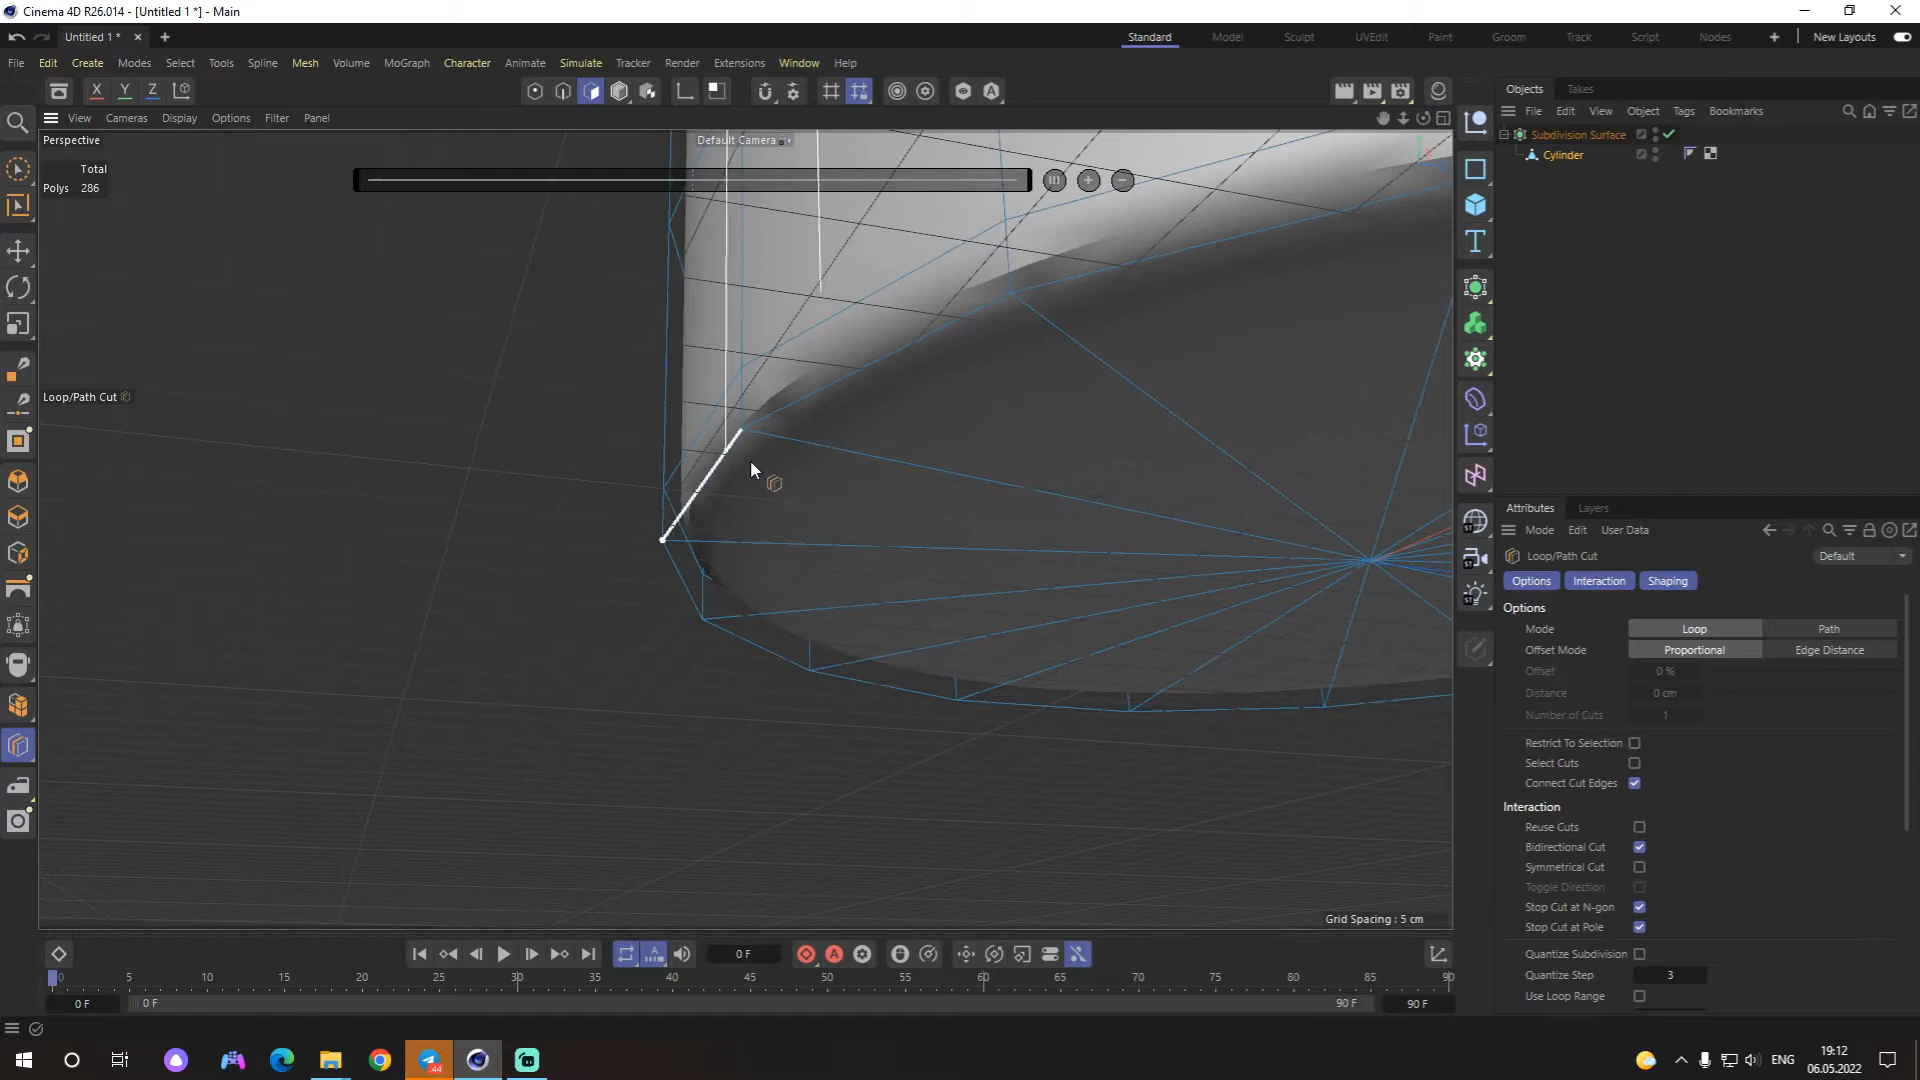 Cinema 4D R26.014 - [Untitled 1 *] - Main
Untitled 1 *
Standard Model Sculpt UVEdit Paint Groom Track Script Nodes New Layouts
File Edit Create Modes Select Tools Spline Mesh Volume MoGraph Character Animate Simulate Tracker Render Extensions Window Help
X Y Z
Objects Takes
View Cameras Display Options Filter Panel
File Edit View Object Tags Bookmarks
Perspective
Default Camera
Subdivision Surface
Cylinder
Total
Polys 286
Loop/Path Cut
Attributes Layers
Mode Edit User Data
Loop/Path Cut
Default
Options Interaction Shaping
Options
Mode Loop Path
Offset Mode Proportional Edge Distance
Offset 0 %
Distance 0 cm
Number of Cuts 1
Restrict To Selection
Select Cuts
Connect Cut Edges
Interaction
Reuse Cuts
Bidirectional Cut
Symmetrical Cut
Toggle Direction
Stop Cut at N-gon
Stop Cut at Pole
Quantize Subdivision
Quantize Step 3
Use Loop Range
Grid Spacing : 5 cm
0 F
0 5 10 15 20 25 30 35 40 45 50 55 60 65 70 75 80 85 90
0 F 0 F 90 F 90 F
44
ENG
19:12
06.05.2022